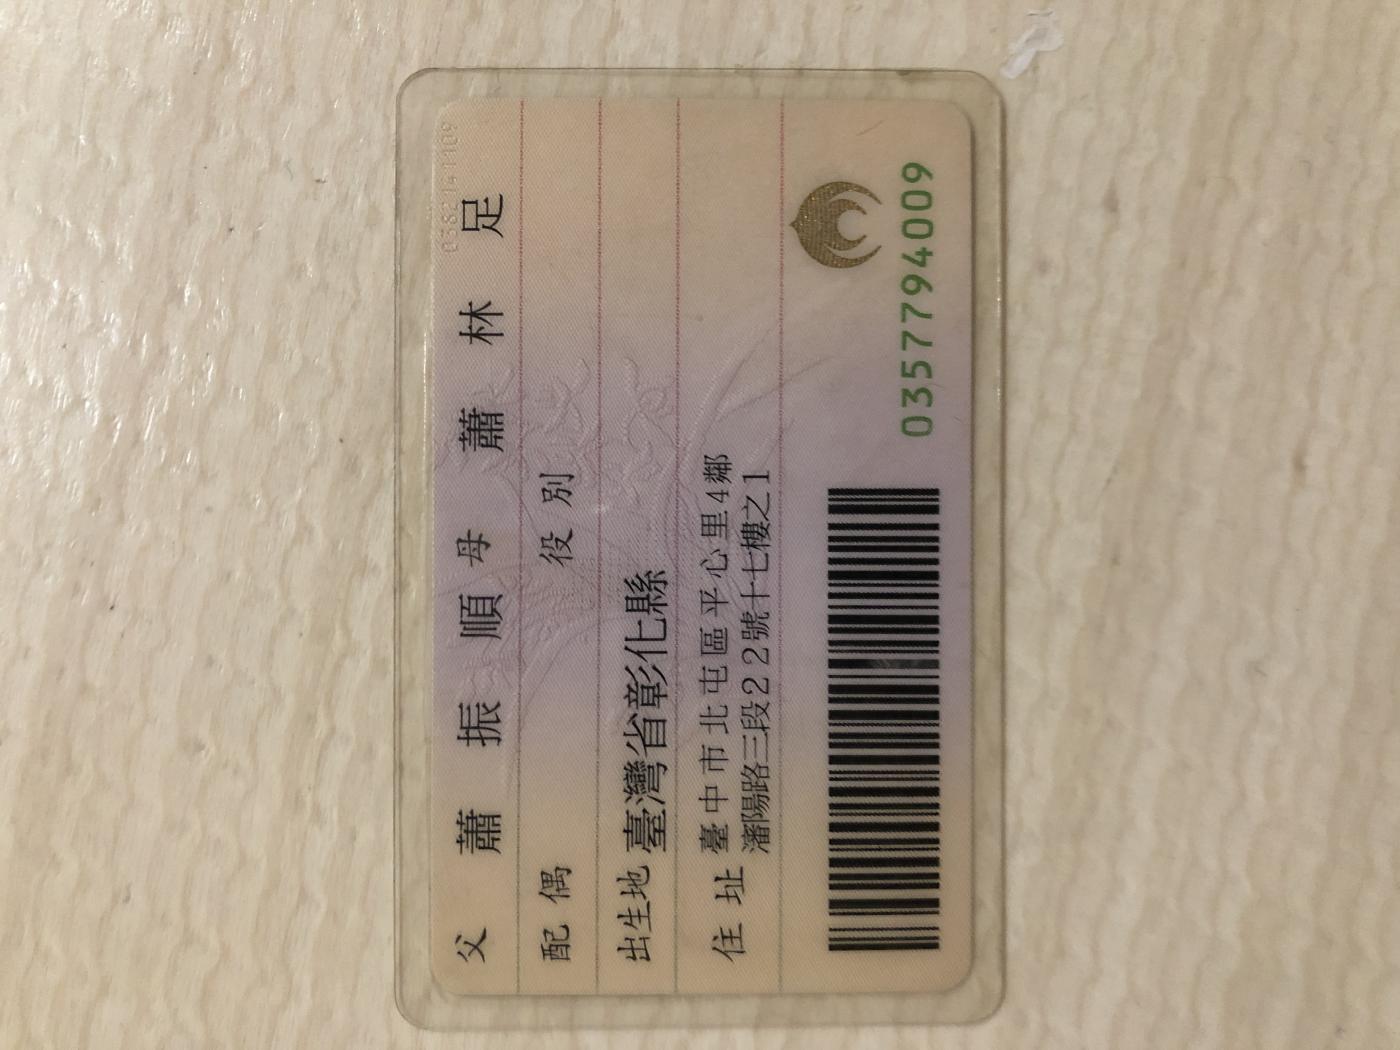 父 蕭振順 母 蕭林足
配偶 役別
出生地 臺灣省彰化縣
住址 臺中市北屯區平心里4鄰
瀋陽路三段22號十七樓之1
0357794009